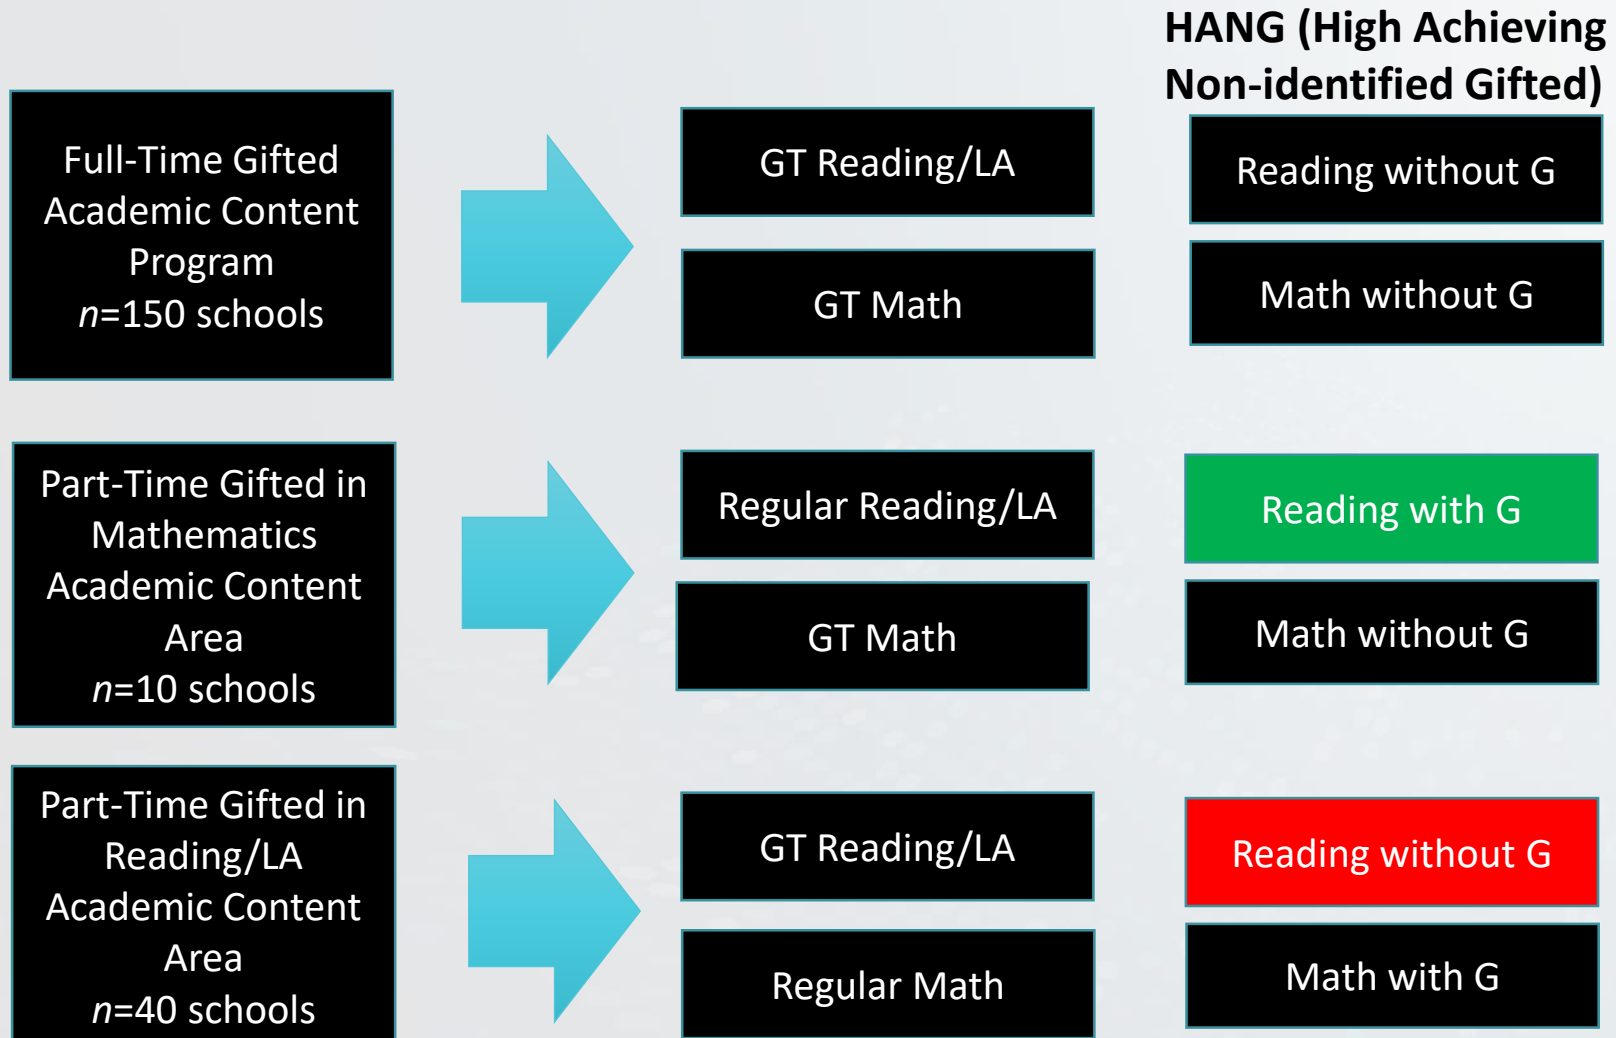 HANG (High Achieving
Non-identified Gifted)
Full-Time Gifted
Academic Content
Program
n=150 schools
GT Reading/LA
GT Math
Reading without G
Math without G
Part-Time Gifted in
Mathematics
Academic Content
Area
n=10 schools
Regular Reading/LA
GT Math
Reading with G
Math without G
Part-Time Gifted in
Reading/LA
Academic Content
Area
n=40 schools
GT Reading/LA
Regular Math
Reading without G
Math with G